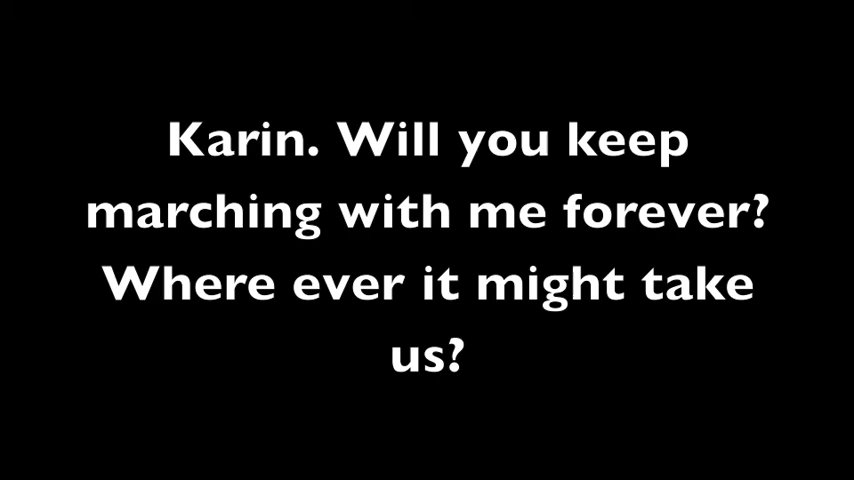 Karin. Will you keep
marching with me forever?
Where ever it might take
us?